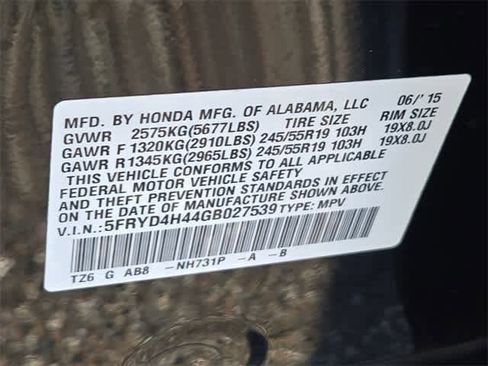 MFD. BY HONDA MFG. OF ALABAMA, LLC 06/'15
GVWR 2575KG(5677LBS) TIRE SIZE RIM SIZE
GAWR F 1320KG(2910LBS) 245/55R19 103H 19X8.0J
GAWR R1345KG(2965LBS) 245/55R19 103H 19X8.0J
THIS VEHICLE CONFORMS TO ALL APPLICABLE
FEDERAL MOTOR VEHICLE SAFETY
AND THEFT PREVENTION STANDARDS IN EFFECT
ON THE DATE OF MANUFACTURE SHOWN ABOVE.
V.I.N.:5FRYD4H44GB027539 TYPE: MPV
TZ6 G AB8 -NH731P -A -B